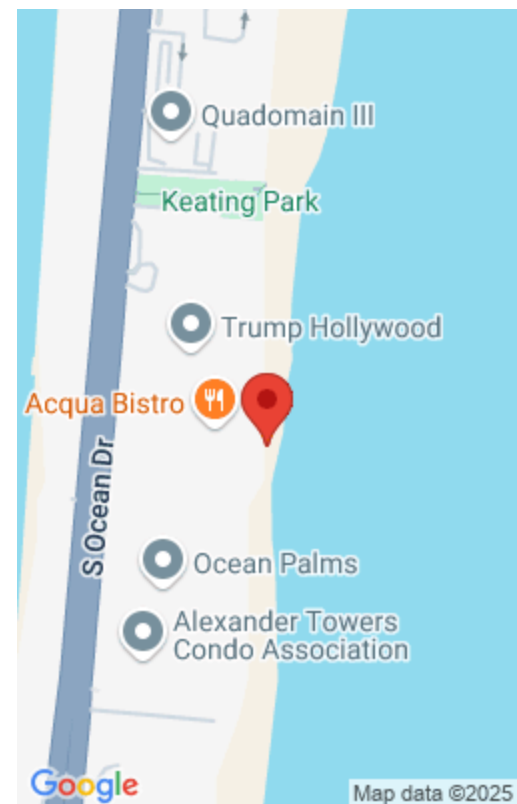 Quadomain III
Keating Park
Trump Hollywood
Acqua Bistro
S Ocean Dr
Ocean Palms
Alexander Towers
Condo Association
Google
Map data ©2025